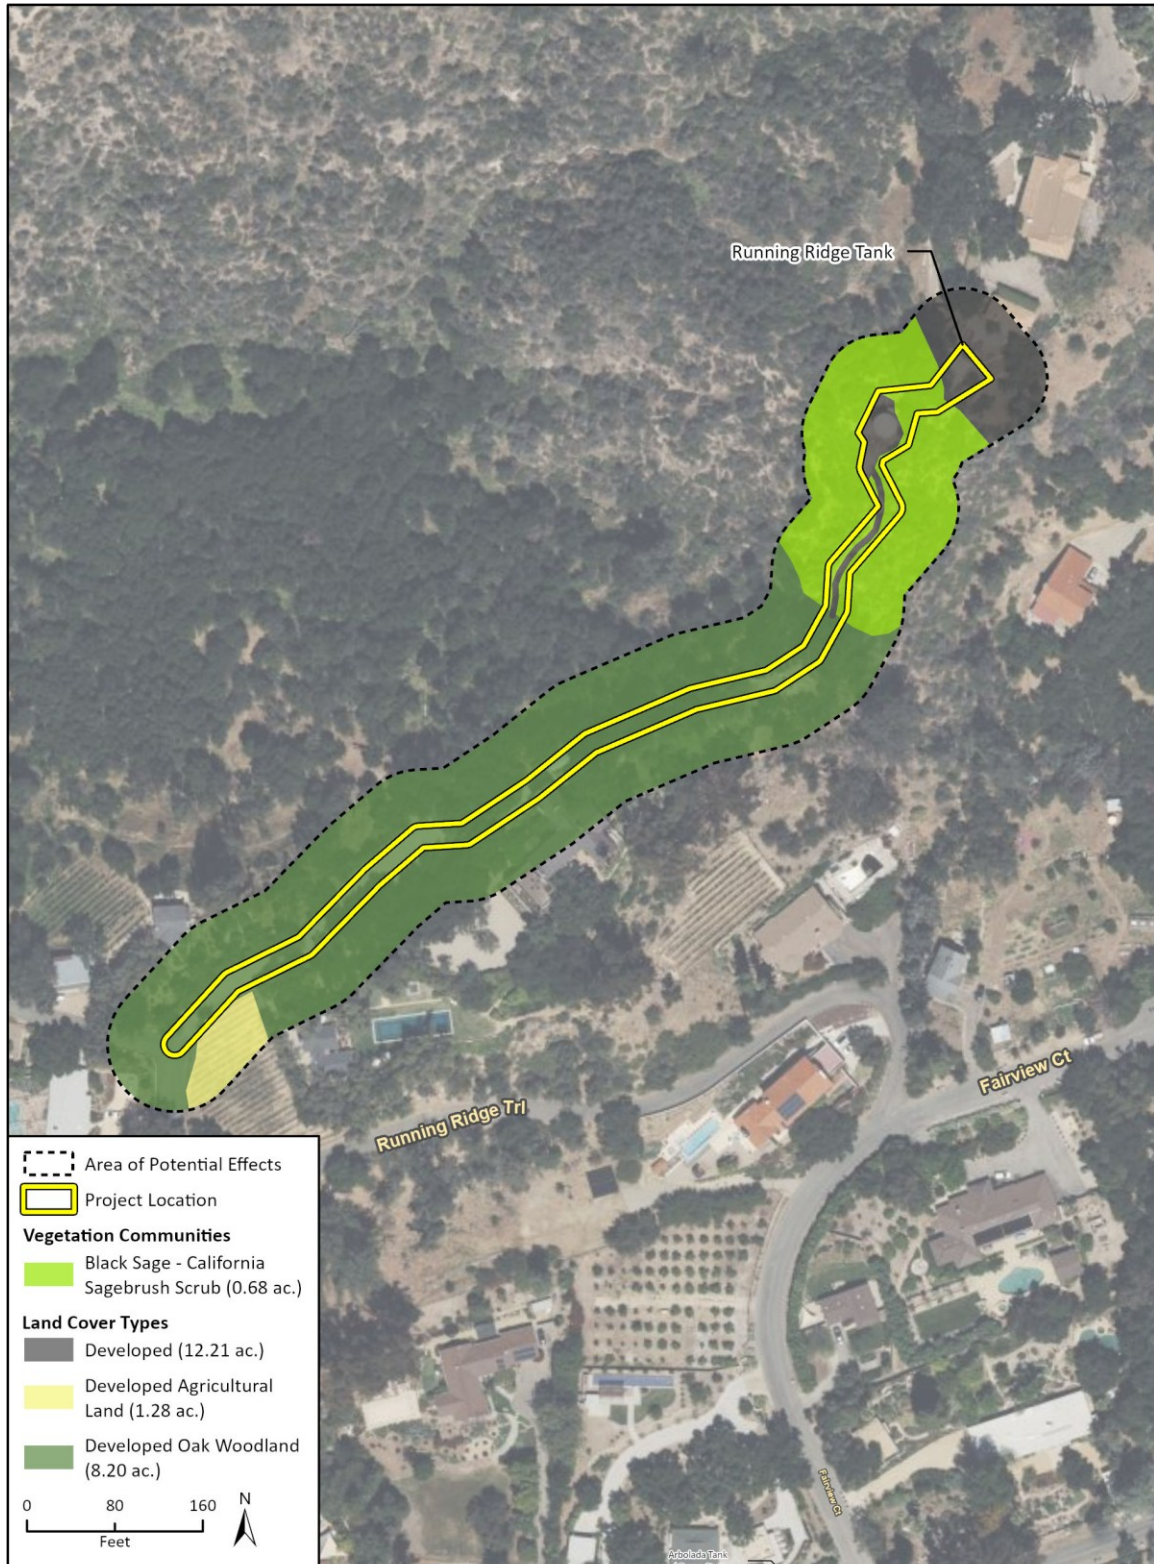 Running Ridge Tank
Running Ridge Trl
Fairview Ct
Area of Potential Effects
Project Location
Vegetation Communities
Black Sage - California
Sagebrush Scrub (0.68 ac.)
Land Cover Types
Developed (12.21 ac.)
Developed Agricultural
Land (1.28 ac.)
Developed Oak Woodland
(8.20 ac.)
0 80 160 N
Feet
Fairview Ct
Arbolada Tank